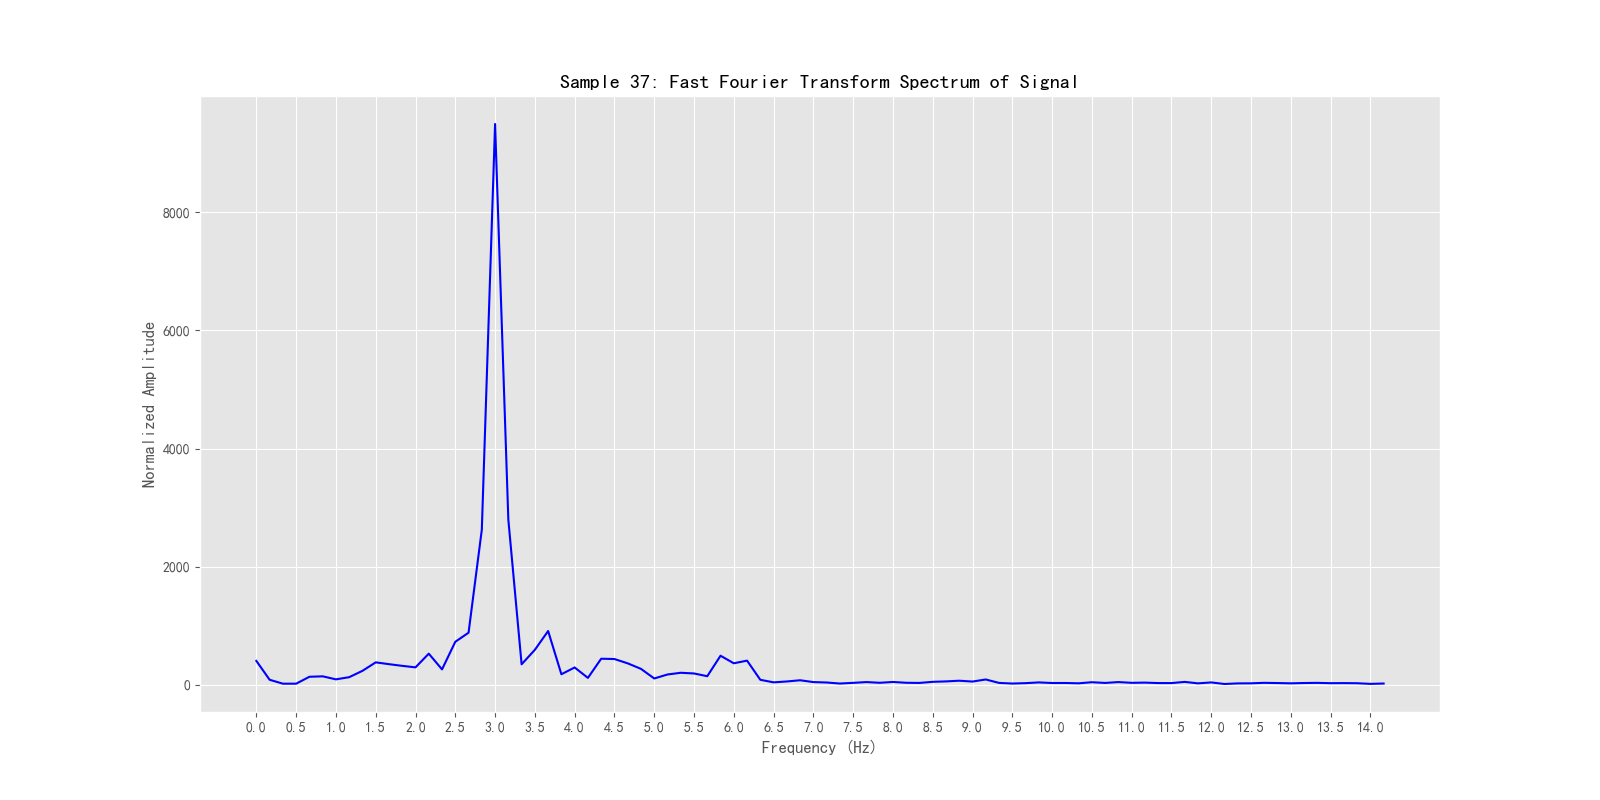 Sample 37: Fast Fourier Transform Spectrum of Signal
Normalized Amplitude
8000
6000
4000
2000
0
0.0 0.5 1.0 1.5 2.0 2.5 3.0 3.5 4.0 4.5 5.0 5.5 6.0 6.5 7.0 7.5 8.0 8.5 9.0 9.5 10.0 10.5 11.0 11.5 12.0 12.5 13.0 13.5 14.0
Frequency (Hz)